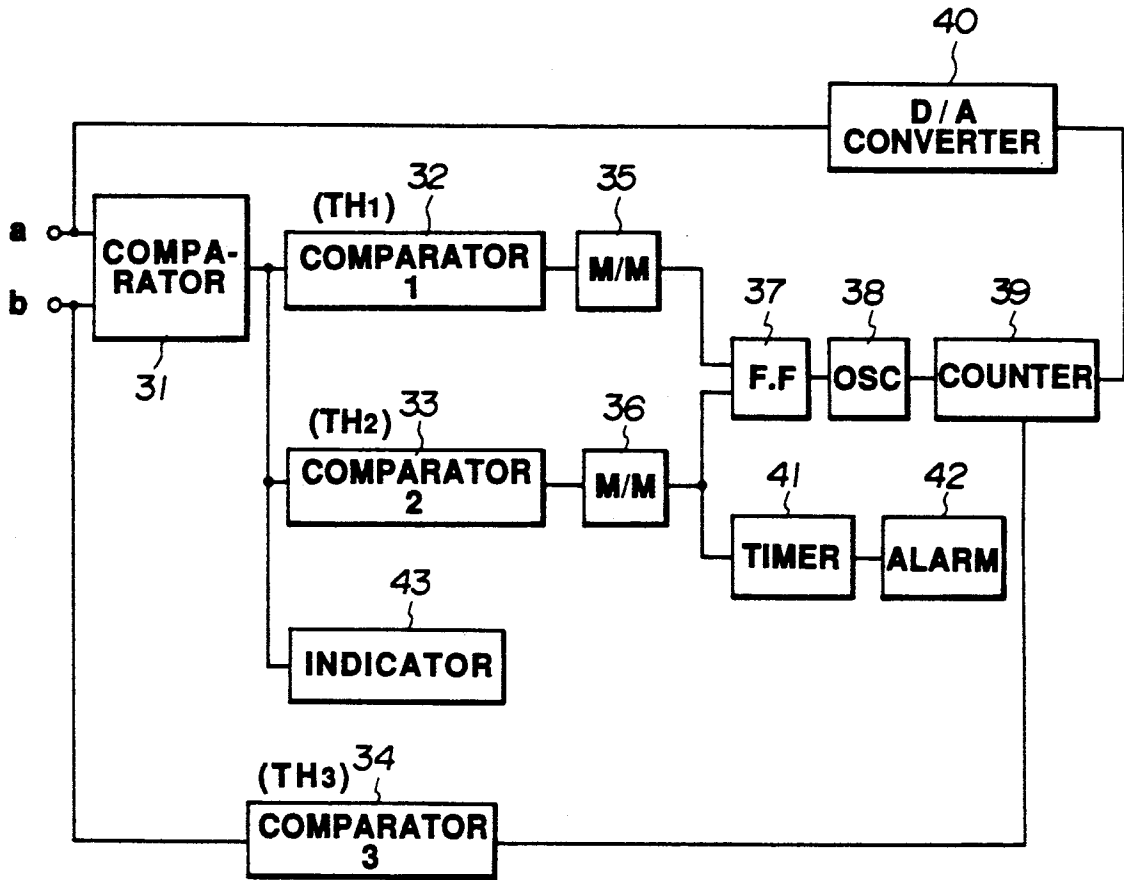 40
D/A
CONVERTER
a
b
COMPA-
RATOR
31
(TH1)
32
COMPARATOR
1
35
M/M
37
F.F
38
OSC
39
COUNTER
(TH2)
33
COMPARATOR
2
36
M/M
41
TIMER
42
ALARM
43
INDICATOR
(TH3)
34
COMPARATOR
3